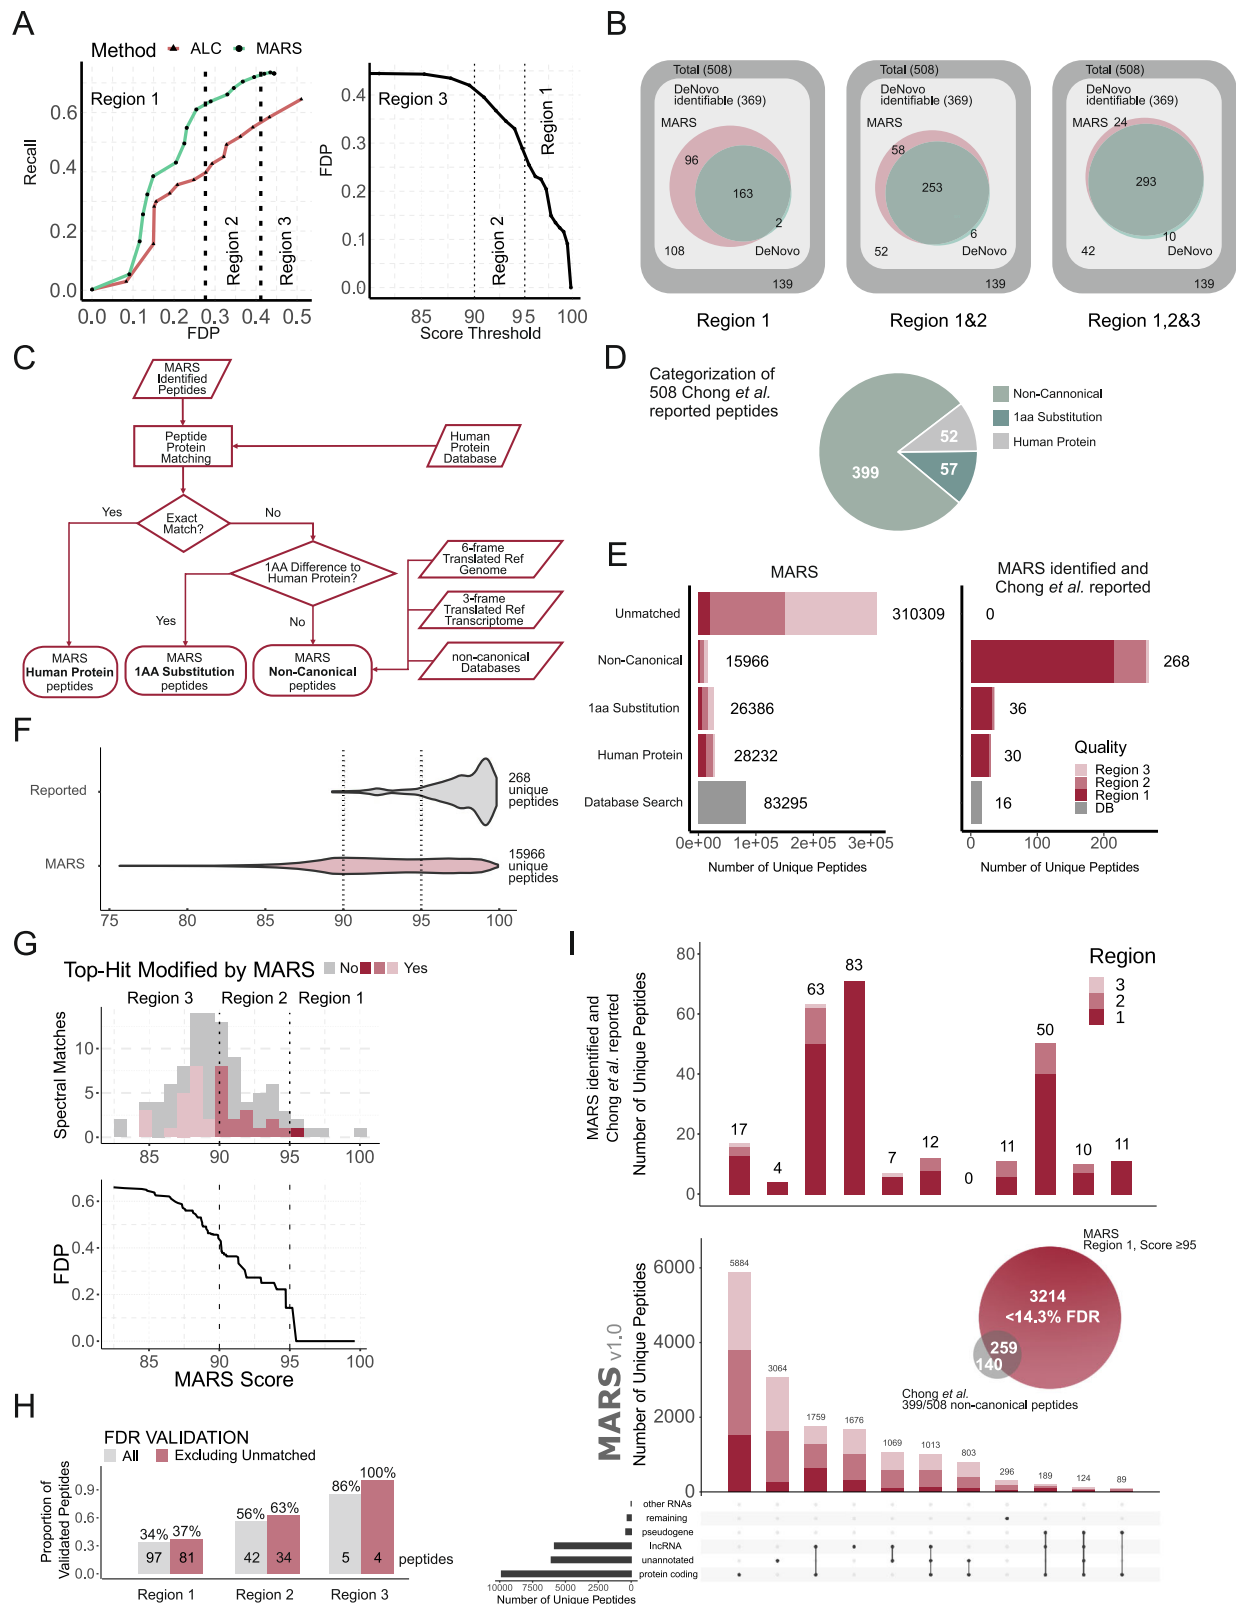 A
Method ALC MARS
Region 1
Region 2
Region 3
Recall
0.6
0.4
0.2
0.0
0.0 0.1 0.2 0.3 0.4 0.5
FDP
Region 3
Region 2
Region 1
FDP
0.4
0.3
0.2
0.1
0.0
85 90 95 100
Score Threshold
B
Total (508)
DeNovo
identifiable (369)
MARS
96
163
2
108
DeNovo
139
Region 1
Total (508)
DeNovo
identifiable (369)
MARS
58
253
6
52
DeNovo
139
Region 1&2
Total (508)
DeNovo
identifiable (369)
MARS 24
293
10
42
DeNovo
139
Region 1,2&3
C
MARS
Identified
Peptides
Peptide
Protein
Matching
Human
Protein
Database
Yes
Exact
Match?
No
1AA Difference to
Human Protein?
Yes
No
6-frame
Translated Ref
Genome
3-frame
Translated Ref
Transcriptome
non-canonical
Databases
MARS
Human Protein
peptides
MARS
1AA Substitution
peptides
MARS
Non-Canonical
peptides
D
Categorization of
508 Chong et al.
reported peptides
399
52
57
Non-Cannonical
1aa Substitution
Human Protein
E
MARS
Unmatched 310309
Non-Canonical 15966
1aa Substitution 26386
Human Protein 28232
Database Search 83295
0e+00 1e+05 2e+05 3e+05
Number of Unique Peptides
MARS identified and
Chong et al. reported
0
268
36
30
16
Quality
Region 3
Region 2
Region 1
DB
0 100 200
Number of Unique Peptides
F
Reported
268
unique
peptides
MARS
15966
unique
peptides
75 80 85 90 95 100
G
Top-Hit Modified by MARS No Yes
Region 3 Region 2 Region 1
Spectral Matches
10
5
0
85 90 95 100
FDP
0.6
0.4
0.2
0.0
85 90 95 100
MARS Score
H
FDR VALIDATION
All Excluding Unmatched
Proportion of
Validated Peptides
0.9
0.6
0.3
0.0
34% 37%
56% 63%
86% 100%
97 81
42 34
5 4 peptides
Region 1 Region 2 Region 3
I
MARS identified and
Chong et al. reported
Number of Unique Peptides
80
60
40
20
0
17 4 63 83 7 12 0 11 50 10 11
Region
3
2
1
MARS v1.0
Number of Unique Peptides
6000
4000
2000
0
5884 3064 1759 1676 1069 1013 803 296 189 124 89
MARS
Region 1, Score ≥95
3214
<14.3% FDR
259
140
Chong et al.
399/508 non-canonical peptides
other RNAs
remaining
pseudogene
lncRNA
unannotated
protein coding
10000 7500 5000 2500 0
Number of Unique Peptides